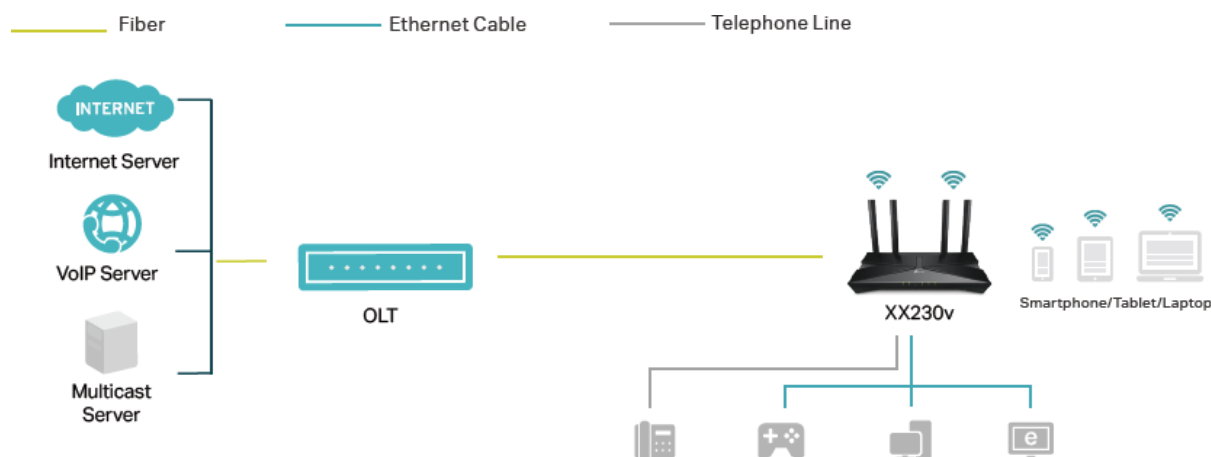 Fiber
Ethernet Cable
Telephone Line
INTERNET
Internet Server
VoIP Server
OLT
XX230v
Smartphone/Tablet/Laptop
Multicast
Server
e